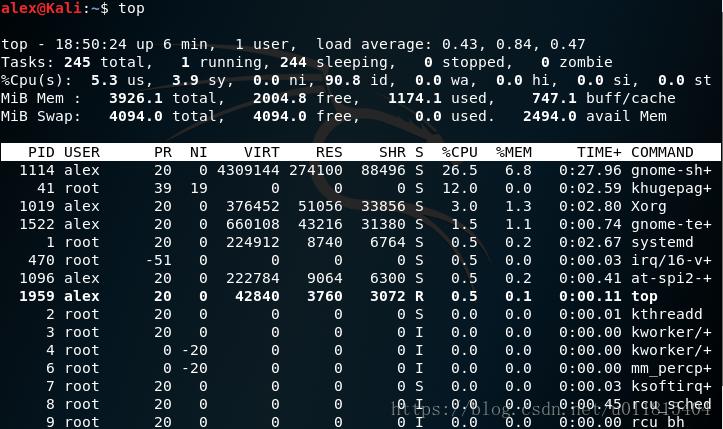 alex@Kali:~$ top
top - 18:50:24 up 6 min,  1 user,  load average: 0.43, 0.84, 0.47
Tasks: 245 total,   1 running, 244 sleeping,   0 stopped,   0 zombie
%Cpu(s):  5.3 us,  3.9 sy,  0.0 ni, 90.8 id,  0.0 wa,  0.0 hi,  0.0 si,  0.0 st
MiB Mem :   3926.1 total,   2004.8 free,   1174.1 used,    747.1 buff/cache
MiB Swap:   4094.0 total,   4094.0 free,      0.0 used.   2494.0 avail Mem
PID USER      PR  NI    VIRT    RES    SHR S  %CPU  %MEM     TIME+ COMMAND
1114 alex      20   0 4309144 274100  88496 S  26.5   6.8   0:27.96 gnome-sh+
41 root      39  19       0      0      0 S  12.0   0.0   0:02.59 khugepag+
1019 alex      20   0  376452  51056  33856 S   3.0   1.3   0:02.80 Xorg
1522 alex      20   0  660108  43216  31380 S   1.5   1.1   0:00.74 gnome-te+
1 root      20   0  224912   8740   6764 S   0.5   0.2   0:02.67 systemd
470 root     -51   0       0      0      0 S   0.5   0.0   0:00.03 irq/16-v+
1096 alex      20   0  222784   9064   6300 S   0.5   0.2   0:00.41 at-spi2-+
1959 alex      20   0   42840   3760   3072 R   0.5   0.1   0:00.11 top
2 root      20   0       0      0      0 S   0.0   0.0   0:00.01 kthreadd
3 root      20   0       0      0      0 I   0.0   0.0   0:00.00 kworker/+
4 root       0 -20       0      0      0 I   0.0   0.0   0:00.00 kworker/+
6 root       0 -20       0      0      0 I   0.0   0.0   0:00.00 mm_percp+
7 root      20   0       0      0      0 S   0.0   0.0   0:00.03 ksoftirq+
8 root      20   0       0      0      0 I   0.0   0.0   0:00.45 rcu_sched
9 root      20   0       0      0      0 I   0.0   0.0   0:00.00 rcu_bh